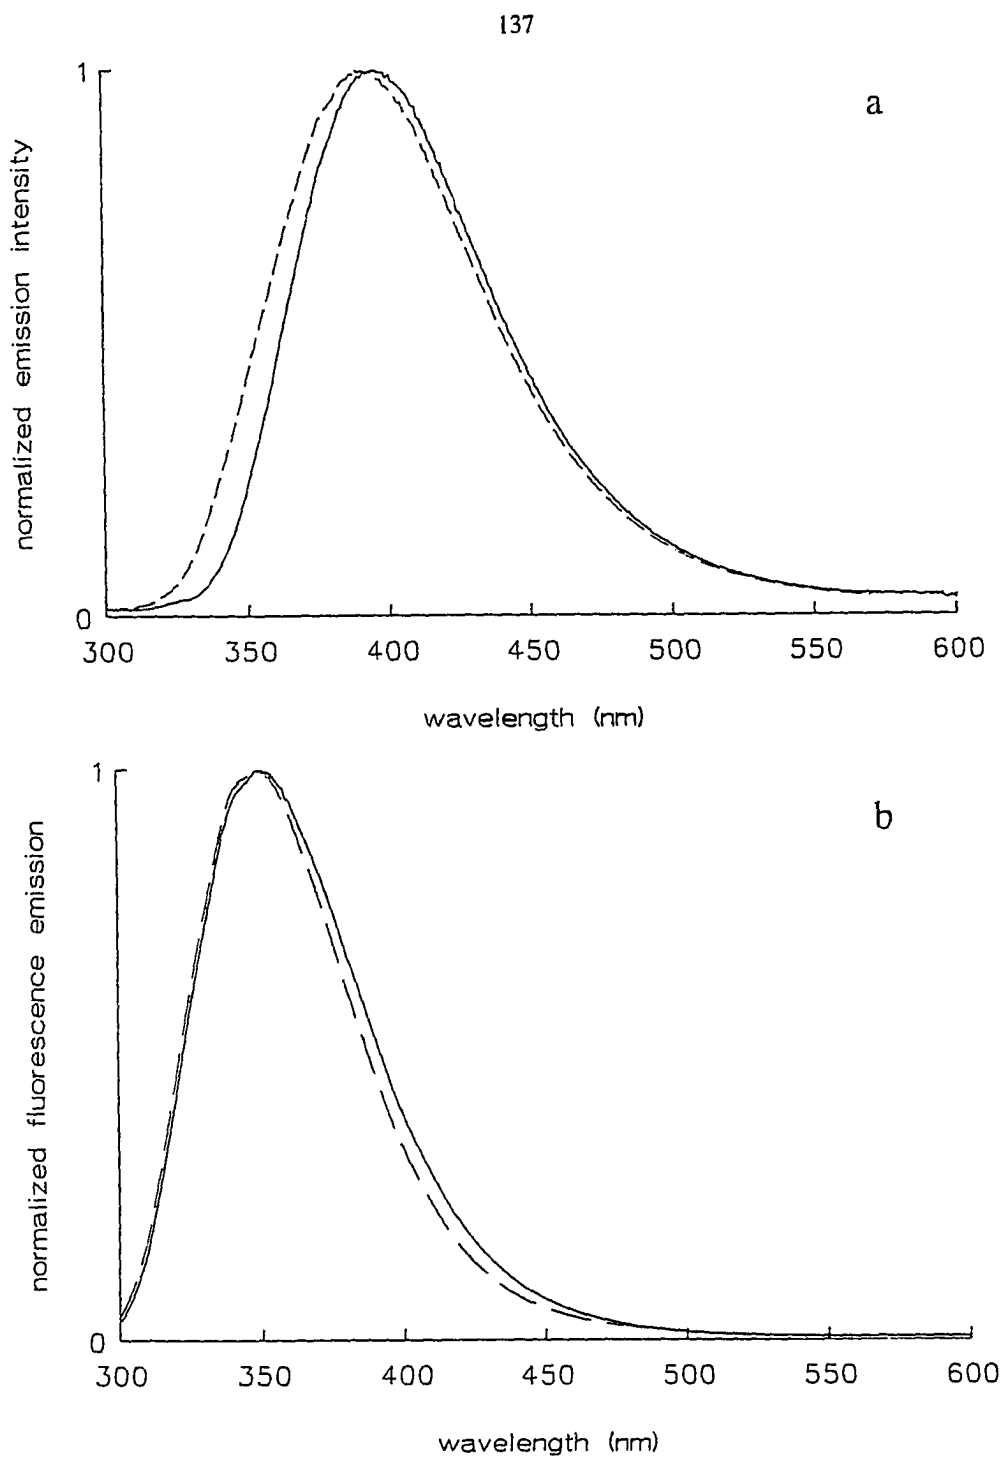 137
1
a
normalized emission intensity
0
300 350 400 450 500 550 600
wavelength (nm)
1
b
normalized fluorescence emission
0
300 350 400 450 500 550 600
wavelength (nm)